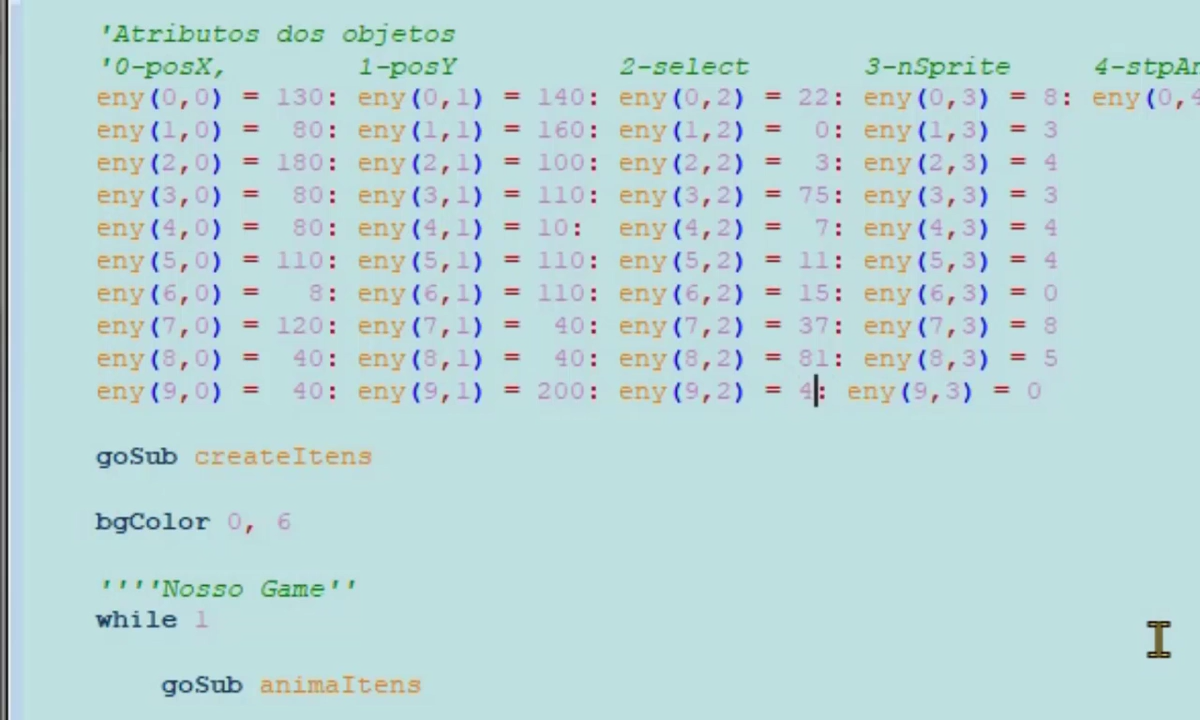 'Atributos dos objetos
'0-posX, 1-posY 2-select 3-nSprite 4-stpAn
eny(0,0) = 130: eny(0,1) = 140: eny(0,2) = 22: eny(0,3) = 8: eny(0,4
eny(1,0) = 80: eny(1,1) = 160: eny(1,2) = 0: eny(1,3) = 3
eny(2,0) = 180: eny(2,1) = 100: eny(2,2) = 3: eny(2,3) = 4
eny(3,0) = 80: eny(3,1) = 110: eny(3,2) = 75: eny(3,3) = 3
eny(4,0) = 80: eny(4,1) = 10: eny(4,2) = 7: eny(4,3) = 4
eny(5,0) = 110: eny(5,1) = 110: eny(5,2) = 11: eny(5,3) = 4
eny(6,0) = 8: eny(6,1) = 110: eny(6,2) = 15: eny(6,3) = 0
eny(7,0) = 120: eny(7,1) = 40: eny(7,2) = 37: eny(7,3) = 8
eny(8,0) = 40: eny(8,1) = 40: eny(8,2) = 81: eny(8,3) = 5
eny(9,0) = 40: eny(9,1) = 200: eny(9,2) = 4: eny(9,3) = 0
goSub createItens
bgColor 0, 6
''''Nosso Game''
while 1
goSub animaItens